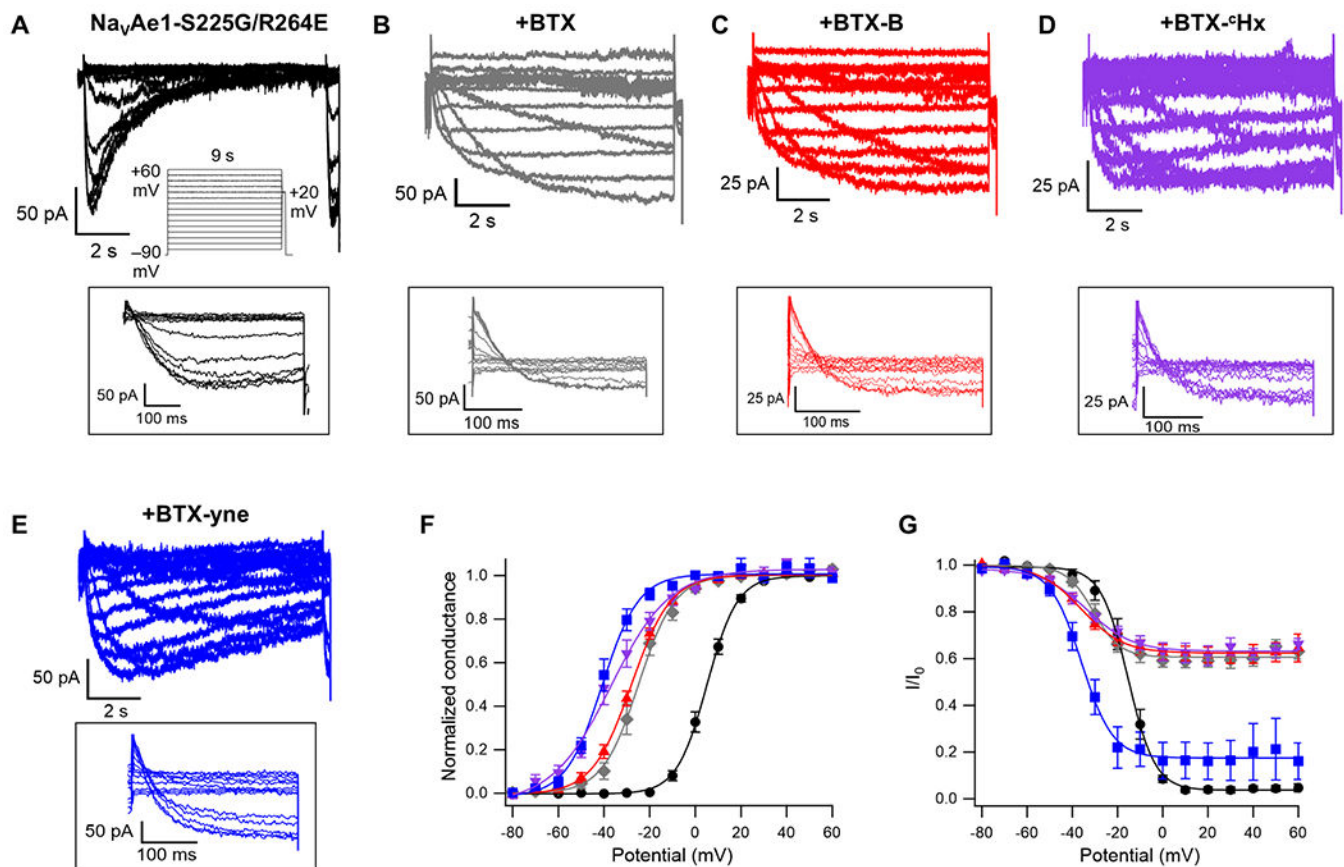 A
NaᵥAe1-S225G/R264E
B
+BTX
C
+BTX-B
D
+BTX-ᶜHx
9 s
+60
mV
+20
mV
–90
mV
50 pA
2 s
50 pA
2 s
25 pA
2 s
25 pA
2 s
50 pA
100 ms
50 pA
100 ms
25 pA
100 ms
25 pA
100 ms
E
+BTX-yne
50 pA
2 s
50 pA
100 ms
F
Normalized conductance
1.0
0.8
0.6
0.4
0.2
0.0
-80 -60 -40 -20 0 20 40 60
Potential (mV)
G
I/I₀
1.0
0.8
0.6
0.4
0.2
0.0
-80 -60 -40 -20 0 20 40 60
Potential (mV)